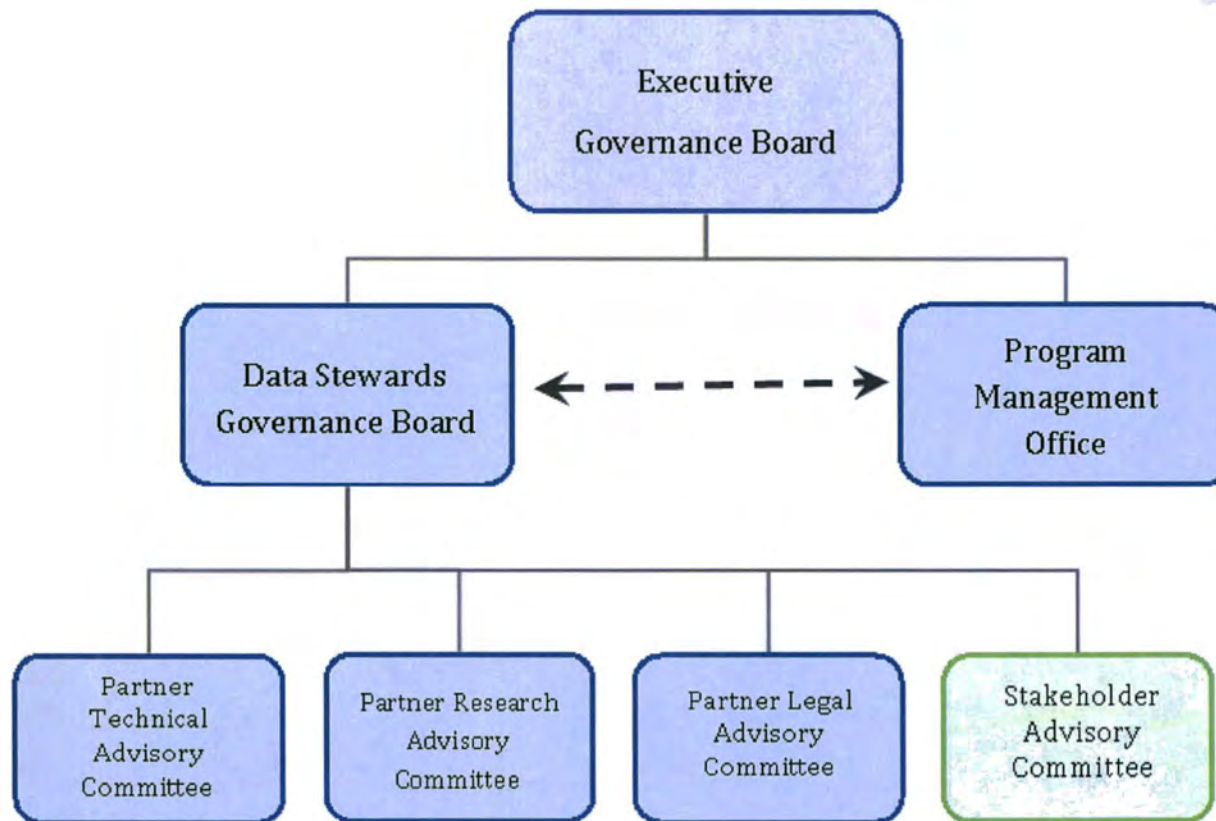 Executive
Governance Board
Data Stewards
Governance Board
Program
Management
Office
Partner
Technical
Advisory
Committee
Partner Research
Advisory
Committee
Partner Legal
Advisory
Committee
Stakeholder
Advisory
Committee